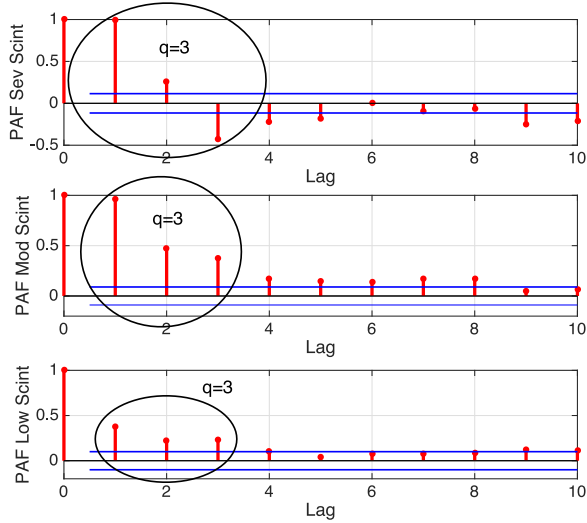 PAF Sev Scint
1
0.5
0
-0.5
q=3
0 2 4 6 8 10
Lag
PAF Mod Scint
1
0.5
0
q=3
0 2 4 6 8 10
Lag
PAF Low Scint
1
0.5
0
q=3
0 2 4 6 8 10
Lag